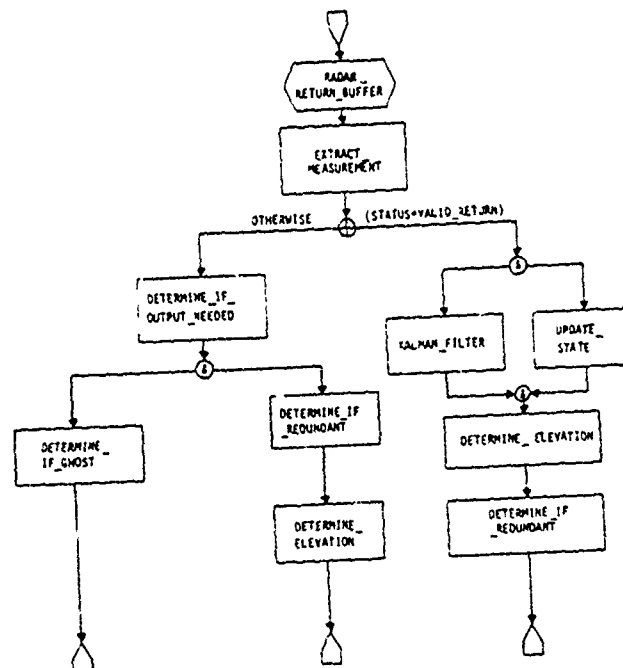 RADAR_
RETURN_BUFFER
EXTRACT_
MEASUREMENT
OTHERWISE
(STATUS=VALID_RETURN)
&
DETERMINE_IF_
OUTPUT_NEEDED
KALMAN_FILTER
UPDATE_
STATE
&
&
DETERMINE_IF
_REDUNDANT
DETERMINE_ELEVATION
DETERMINE_
IF_GHOST
DETERMINE_
ELEVATION
DETERMINE_IF
_REDUNDANT